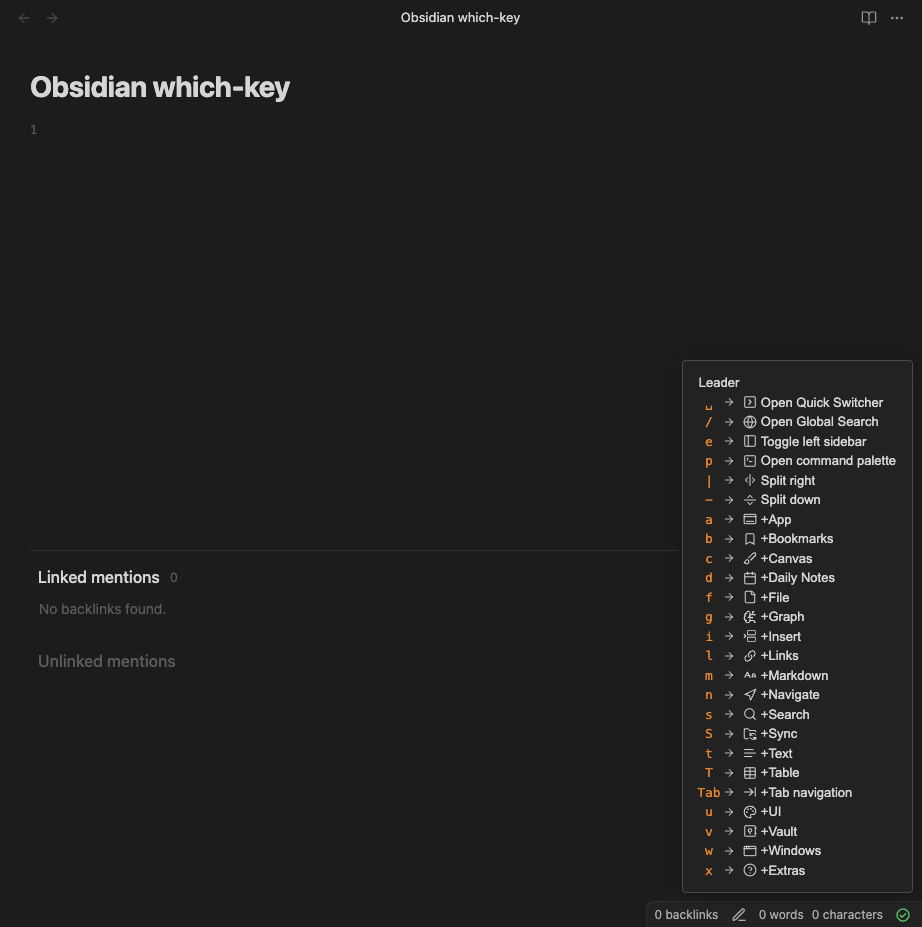 Obsidian which-key
Obsidian which-key
1
Linked mentions 0
No backlinks found.
Unlinked mentions
Leader
␣ → Open Quick Switcher
/ → Open Global Search
e → Toggle left sidebar
p → Open command palette
| → Split right
– → Split down
a → +App
b → +Bookmarks
c → +Canvas
d → +Daily Notes
f → +File
g → +Graph
i → +Insert
l → +Links
m → +Markdown
n → +Navigate
s → +Search
S → +Sync
t → +Text
T → +Table
Tab → +Tab navigation
u → +UI
v → +Vault
w → +Windows
x → +Extras
0 backlinks 0 words 0 characters